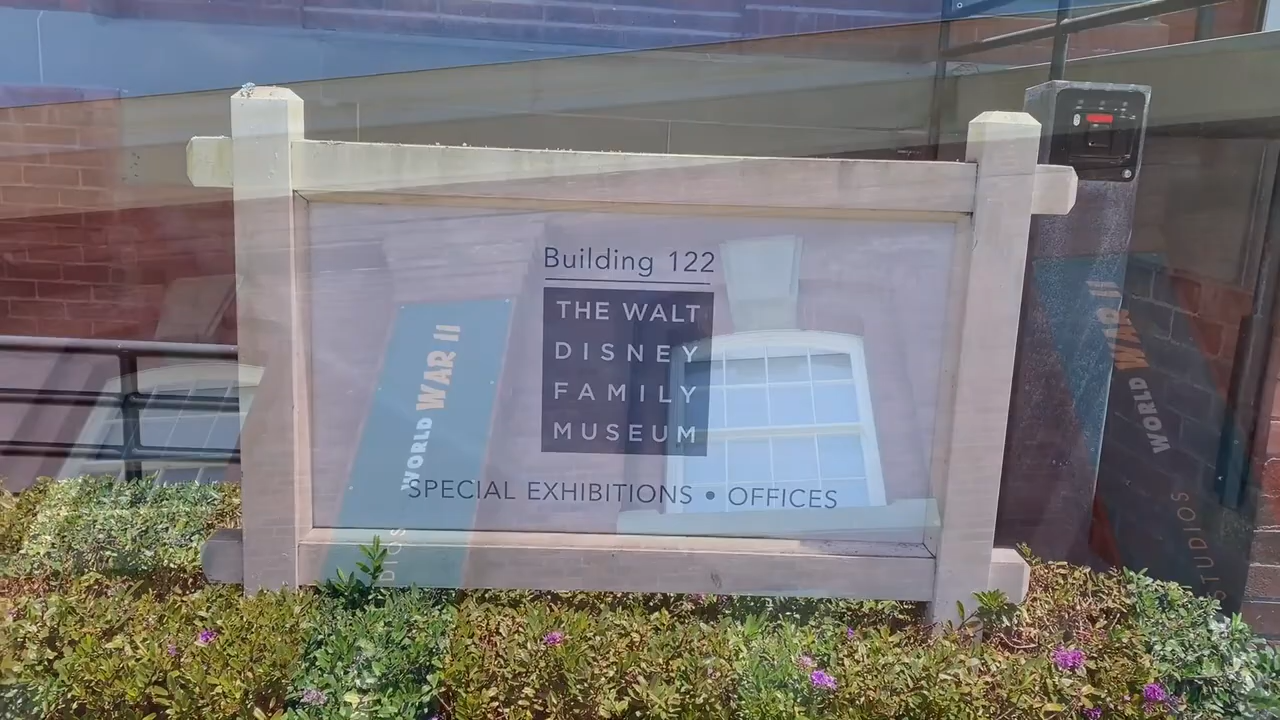 Building 122
THE WALT
DISNEY
FAMILY
MUSEUM
SPECIAL EXHIBITIONS • OFFICES
WORLD WAR II
WORLD WAR II
STUDIOS